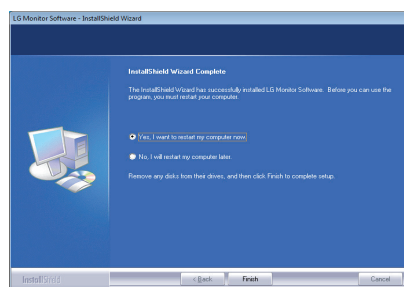 LG Monitor Software - InstallShield Wizard
InstallShield Wizard Complete
The InstallShield Wizard has successfully installed LG Monitor Software. Before you can use the
program, you must restart your computer.
Yes, I want to restart my computer now.
No, I will restart my computer later.
Remove any disks from their drives, and then click Finish to complete setup.
InstallShield
< Back
Finish
Cancel